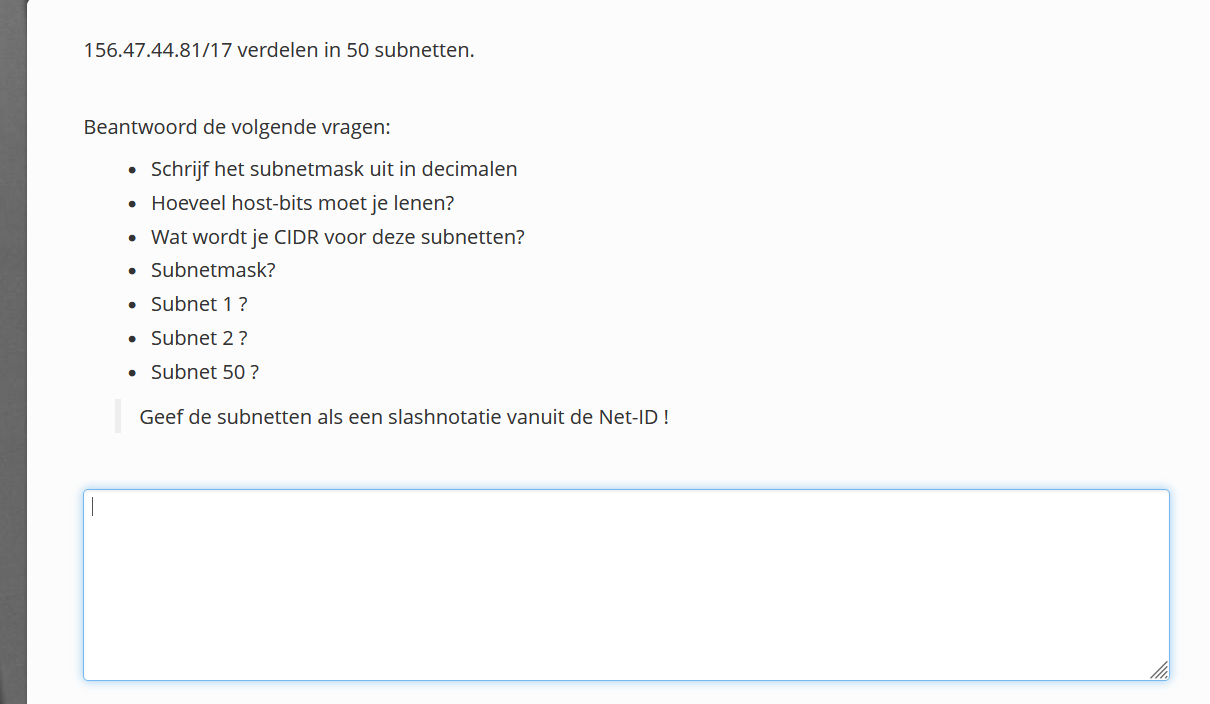 156.47.44.81/17 verdelen in 50 subnetten.
Beantwoord de volgende vragen:
• Schrijf het subnetmask uit in decimalen
• Hoeveel host-bits moet je lenen?
• Wat wordt je CIDR voor deze subnetten?
• Subnetmask?
• Subnet 1 ?
• Subnet 2 ?
• Subnet 50 ?
Geef de subnetten als een slashnotatie vanuit de Net-ID !